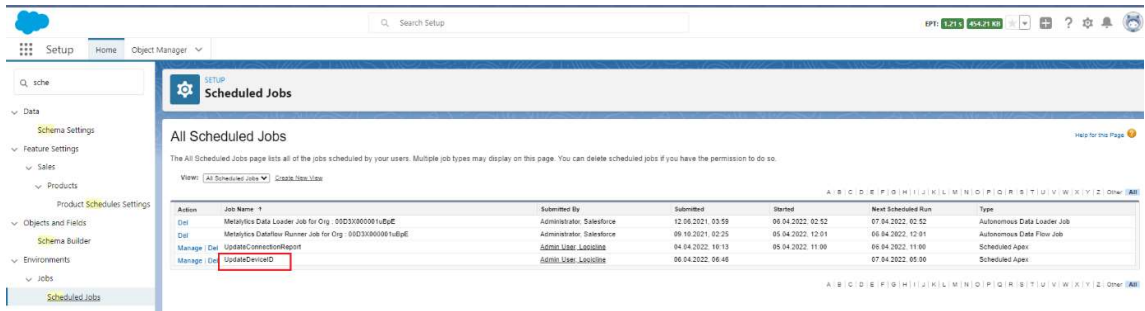 Search Setup
EPT: 1.21 s 454.21 KB
Setup Home Object Manager
sche
SETUP
Scheduled Jobs
Data
Schema Settings
Feature Settings
Sales
Products
Product Schedules Settings
Objects and Fields
Schema Builder
Environments
Jobs
Scheduled Jobs
All Scheduled Jobs
Help for this Page
The All Scheduled Jobs page lists all of the jobs scheduled by your users. Multiple job types may display on this page. You can delete scheduled jobs if you have the permission to do so.
View: All Scheduled Jobs Create New View
A | B | C | D | E | F | G | H | I | J | K | L | M | N | O | P | Q | R | S | T | U | V | W | X | Y | Z | Other All
Action Job Name ↑ Submitted By Submitted Started Next Scheduled Run Type
Del Metalytics Data Loader Job for Org : 00D3X000001uBpE Administrator, Salesforce 12.06.2021, 03:59 06.04.2022, 02:52 07.04.2022, 02:52 Autonomous Data Loader Job
Del Metalytics Dataflow Runner Job for Org : 00D3X000001uBpE Administrator, Salesforce 09.10.2021, 02:25 05.04.2022, 12:01 06.04.2022, 12:01 Autonomous Data Flow Job
Manage | Del UpdateConnectionReport Admin User, Logicline 04.04.2022, 10:13 05.04.2022, 11:00 06.04.2022, 11:00 Scheduled Apex
Manage | Del UpdateDeviceID Admin User, Logicline 06.04.2022, 06:46 07.04.2022, 05:00 Scheduled Apex
A | B | C | D | E | F | G | H | I | J | K | L | M | N | O | P | Q | R | S | T | U | V | W | X | Y | Z | Other All